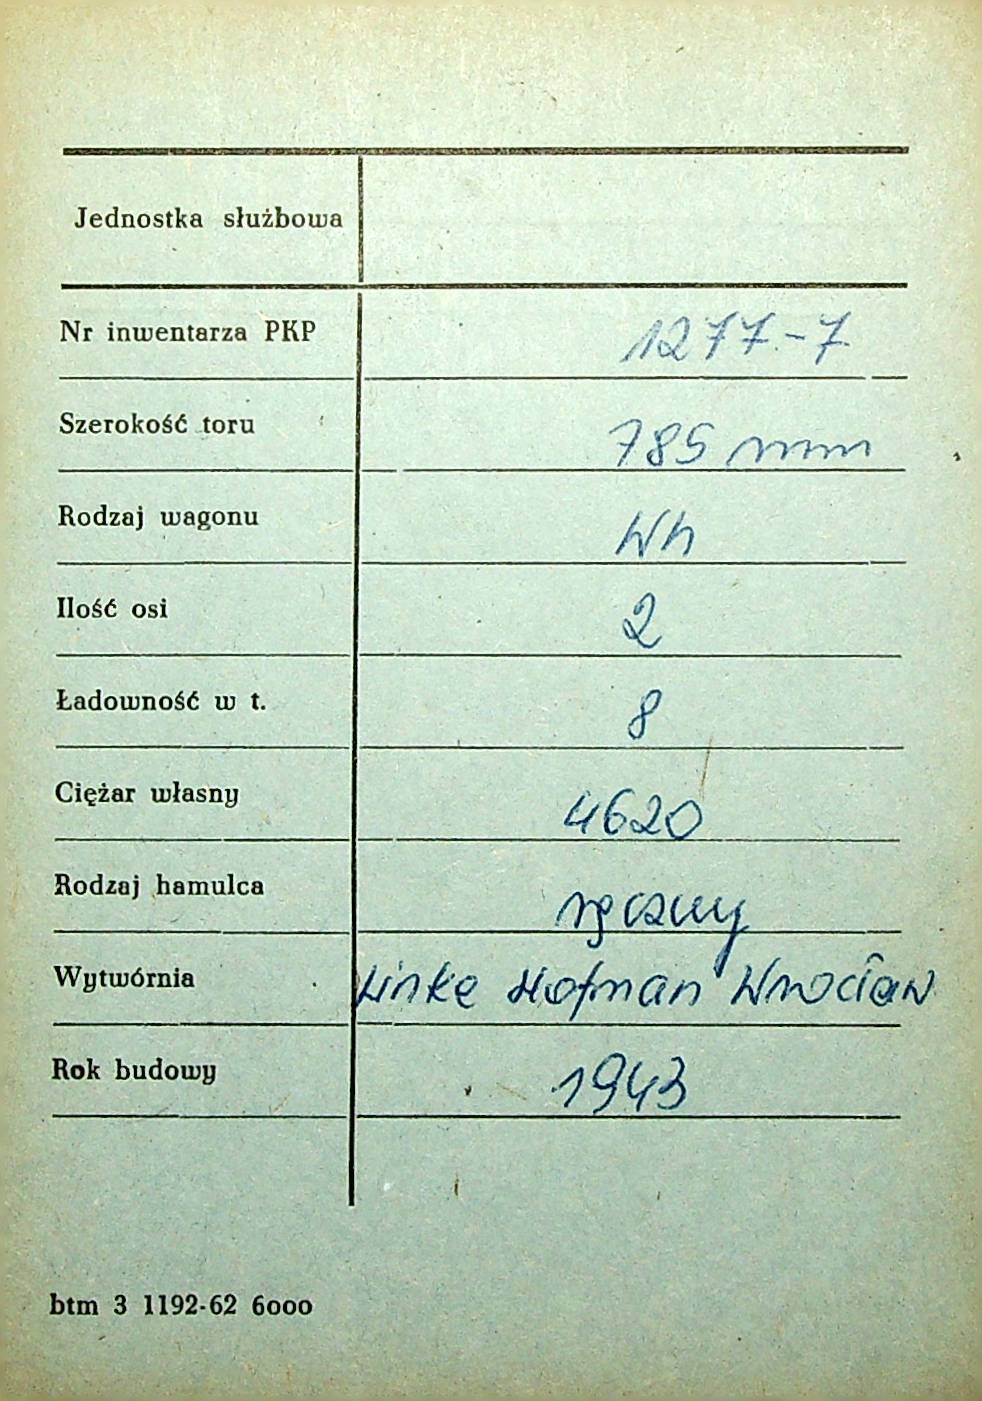 Jednostka służbowa
Nr inwentarza PKP 1277-7
Szerokość toru 785 mm
Rodzaj wagonu Wh
Ilość osi 2
Ładowność w t. 8
Ciężar własny 4620
Rodzaj hamulca ręczny
Wytwórnia Linke Hofman Wrocław
Rok budowy 1943
btm 3 1192-62 6000